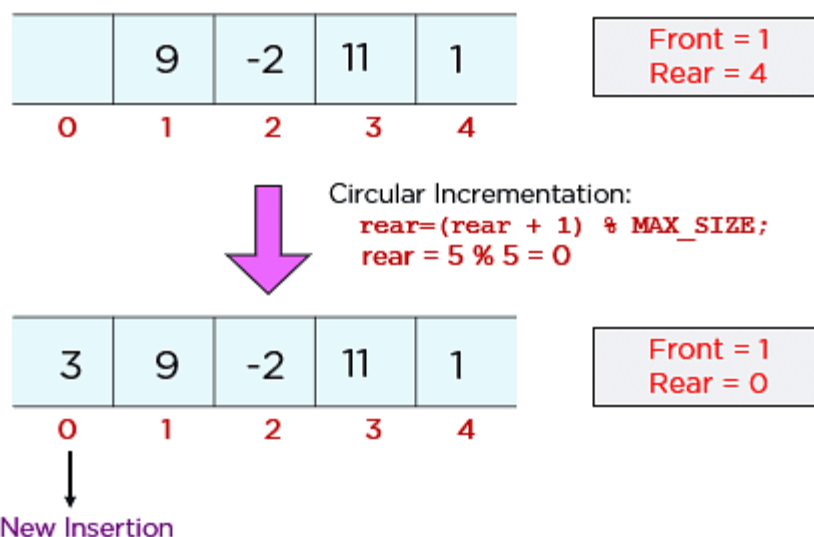 9 -2 11 1
Front = 1
Rear = 4
0 1 2 3 4
Circular Incrementation:
rear=(rear + 1) % MAX_SIZE;
rear = 5 % 5 = 0
3 9 -2 11 1
Front = 1
Rear = 0
0 1 2 3 4
New Insertion